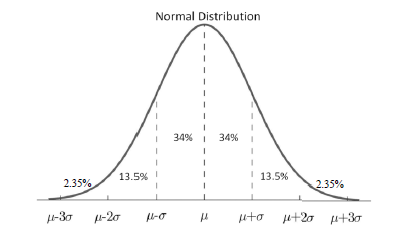 Normal Distribution
34% 34%
13.5% 13.5%
2.35% 2.35%
μ-3σ μ-2σ μ-σ μ μ+σ μ+2σ μ+3σ